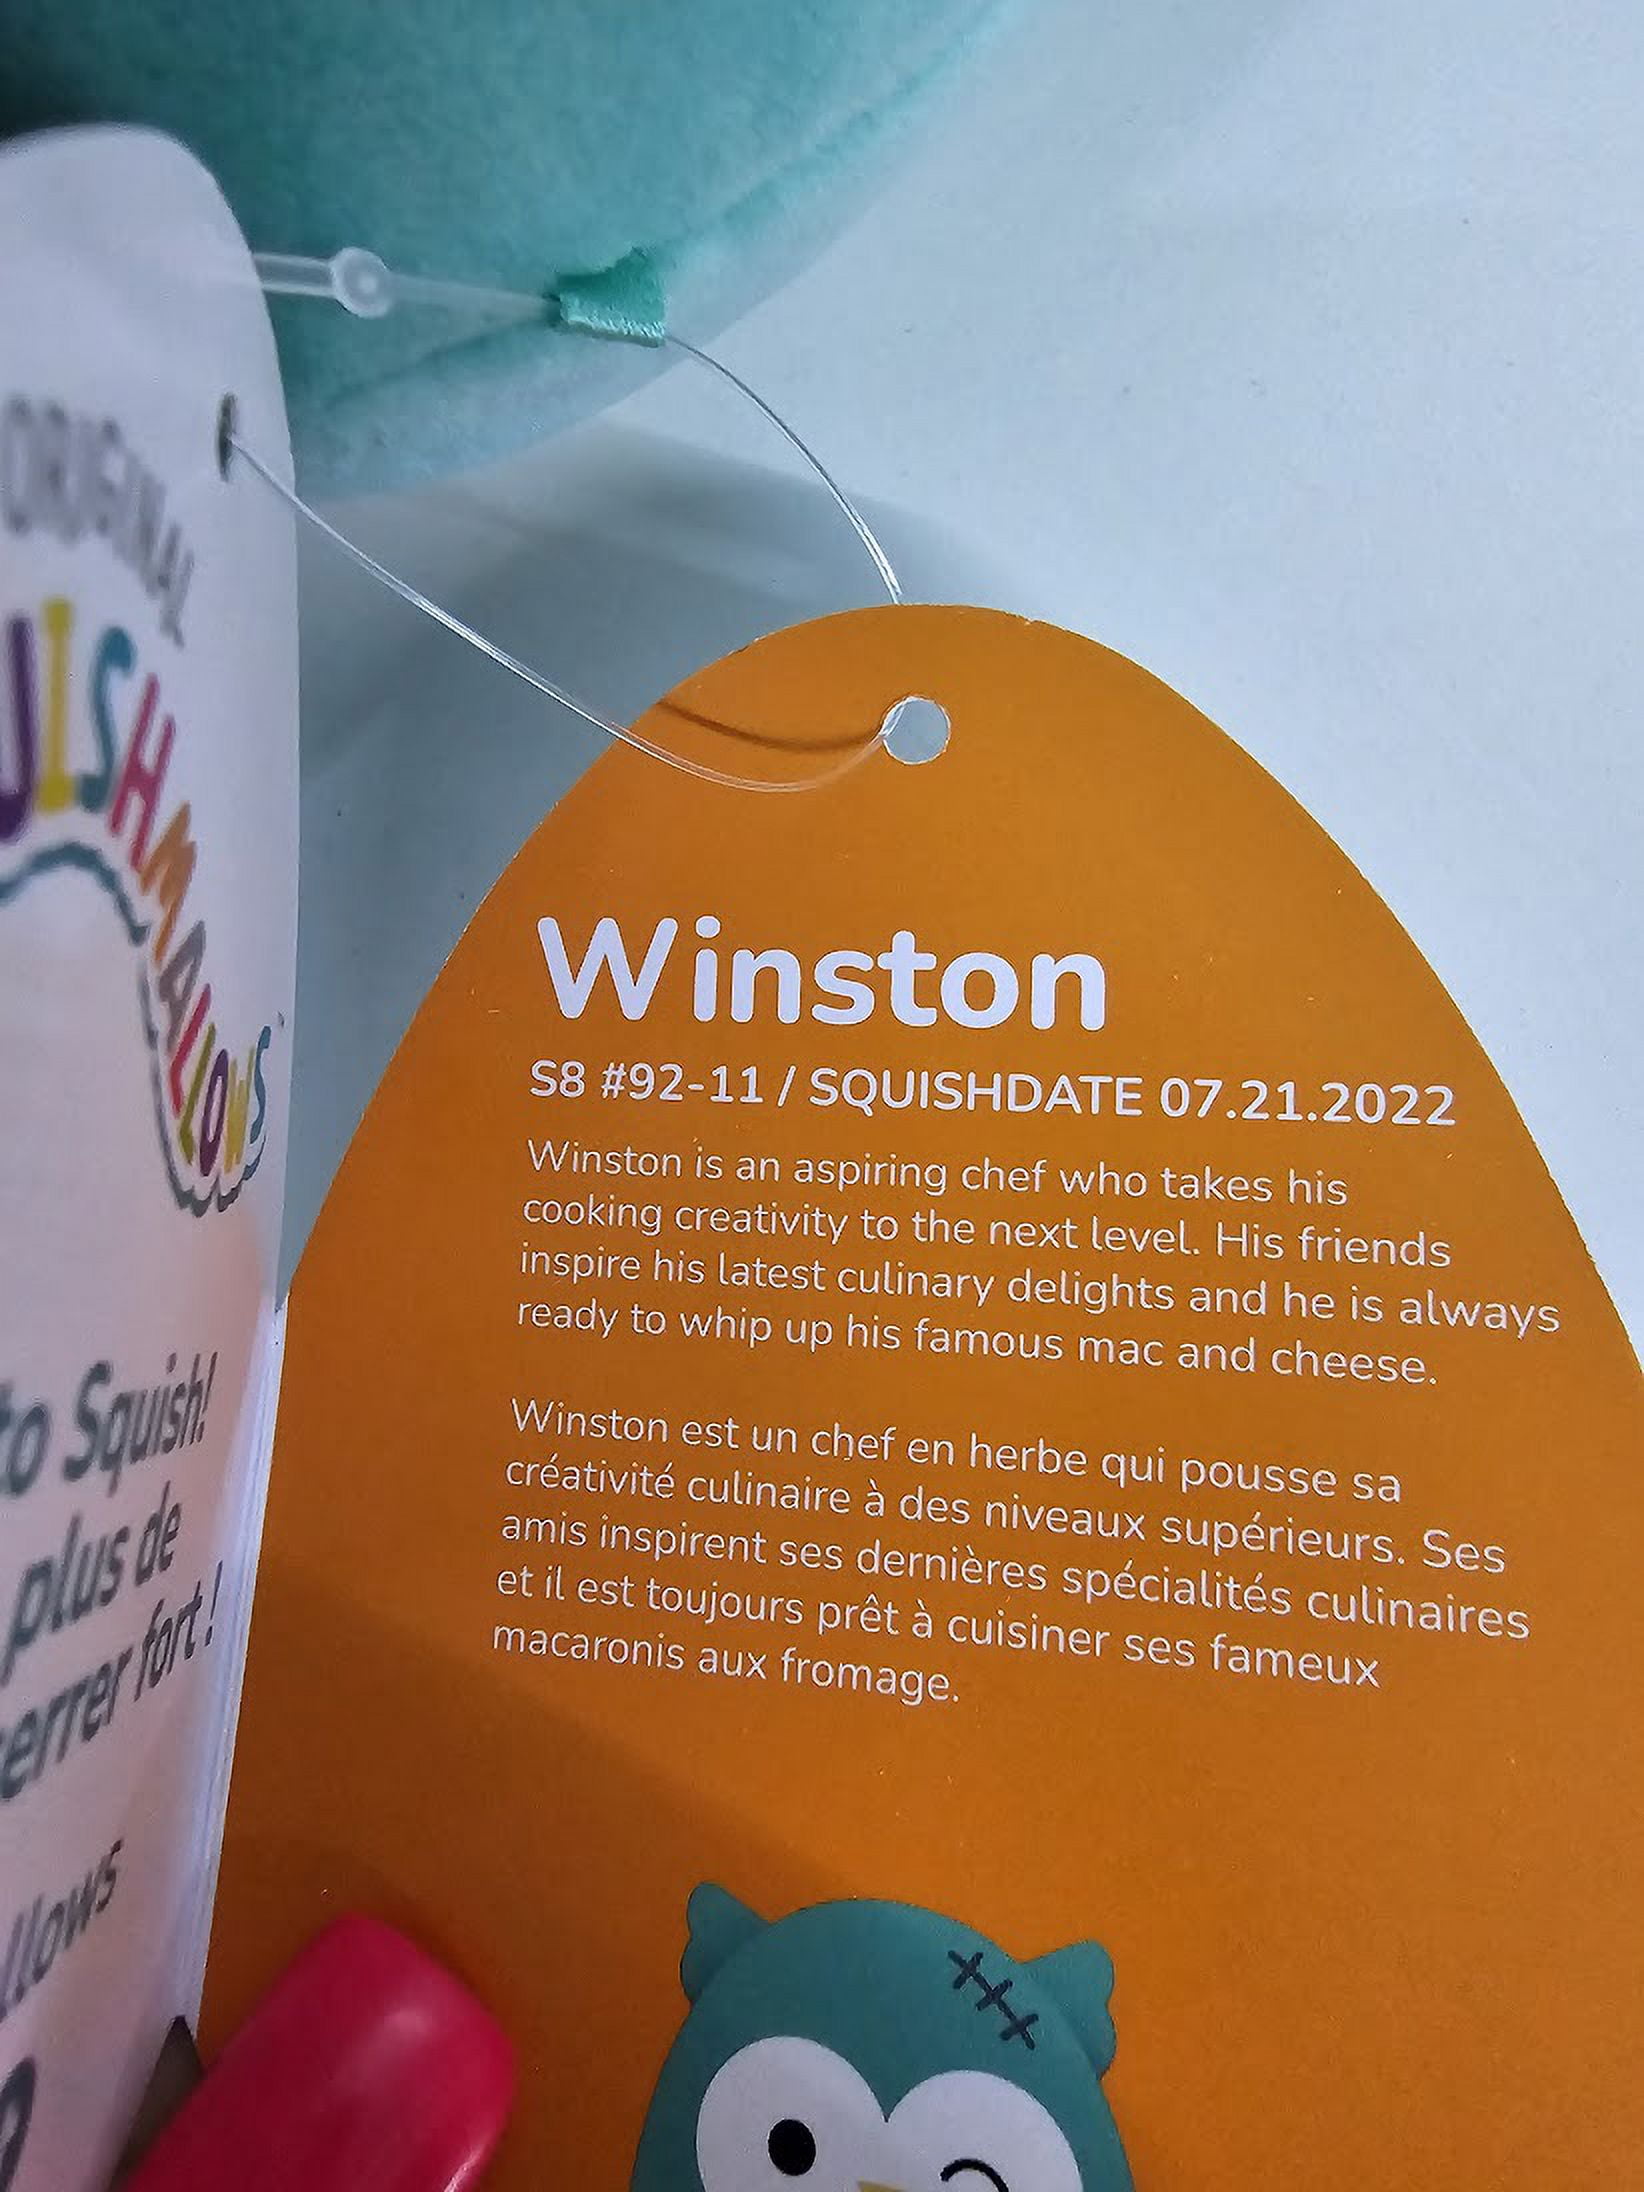 ORIGINAL
UISHMALLOWS
to Squish!
plus de
serrer fort !
llows
Winston
S8 #92-11 / SQUISHDATE 07.21.2022
Winston is an aspiring chef who takes his
cooking creativity to the next level. His friends
inspire his latest culinary delights and he is always
ready to whip up his famous mac and cheese.
Winston est un chef en herbe qui pousse sa
créativité culinaire à des niveaux supérieurs. Ses
amis inspirent ses dernières spécialités culinaires
et il est toujours prêt à cuisiner ses fameux
macaronis aux fromage.